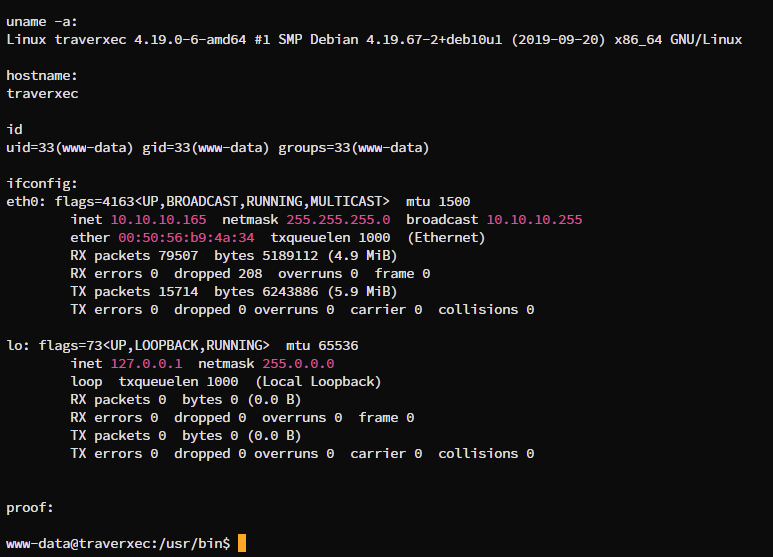 uname -a:
Linux traverxec 4.19.0-6-amd64 #1 SMP Debian 4.19.67-2+deb10u1 (2019-09-20) x86_64 GNU/Linux
hostname:
traverxec
id
uid=33(www-data) gid=33(www-data) groups=33(www-data)
ifconfig:
eth0: flags=4163<UP,BROADCAST,RUNNING,MULTICAST>  mtu 1500
        inet 10.10.10.165  netmask 255.255.255.0  broadcast 10.10.10.255
        ether 00:50:56:b9:4a:34  txqueuelen 1000  (Ethernet)
        RX packets 79507  bytes 5189112 (4.9 MiB)
        RX errors 0  dropped 208  overruns 0  frame 0
        TX packets 15714  bytes 6243886 (5.9 MiB)
        TX errors 0  dropped 0 overruns 0  carrier 0  collisions 0
lo: flags=73<UP,LOOPBACK,RUNNING>  mtu 65536
        inet 127.0.0.1  netmask 255.0.0.0
        loop  txqueuelen 1000  (Local Loopback)
        RX packets 0  bytes 0 (0.0 B)
        RX errors 0  dropped 0  overruns 0  frame 0
        TX packets 0  bytes 0 (0.0 B)
        TX errors 0  dropped 0 overruns 0  carrier 0  collisions 0
proof:
www-data@traverxec:/usr/bin$